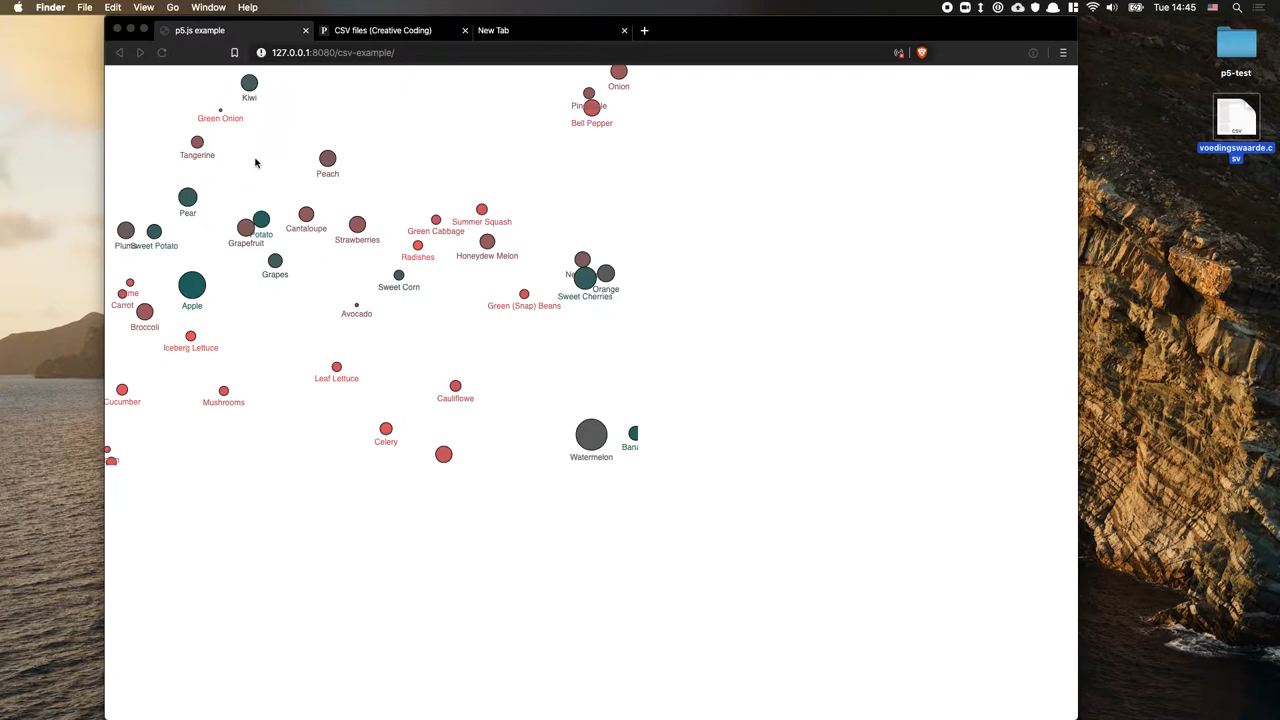 Finder File Edit View Go Window Help
Tue 14:45
p5.js example
CSV files (Creative Coding)
New Tab
127.0.0.1:8080/csv-example/
p5-test
csv
voedingswaarde.c
sv
Onion
Kiwi
Bell Pepper
Green Onion
Tangerine
Peach
Pear
Summer Squash
Cantaloupe
Green Cabbage
Potato
Strawberries
Grapefruit
Sweet Potato
Radishes
Honeydew Melon
Grapes
Sweet Corn
Orange
Sweet Cherries
Carrot
Apple
Green (Snap) Beans
Avocado
Broccoli
Iceberg Lettuce
Leaf Lettuce
Cauliflowe
Cucumber
Mushrooms
Celery
Bana
Watermelon